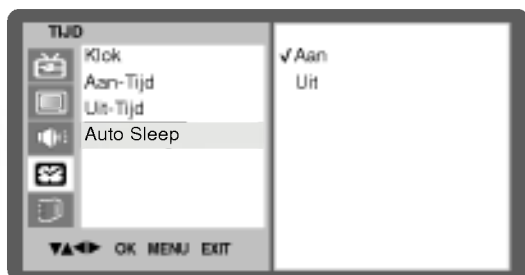 TIJD
Klok
Aan-Tijd
Uit-Tijd
Auto Sleep
√ Aan
Uit
▼▲◀▶ OK MENU EXIT